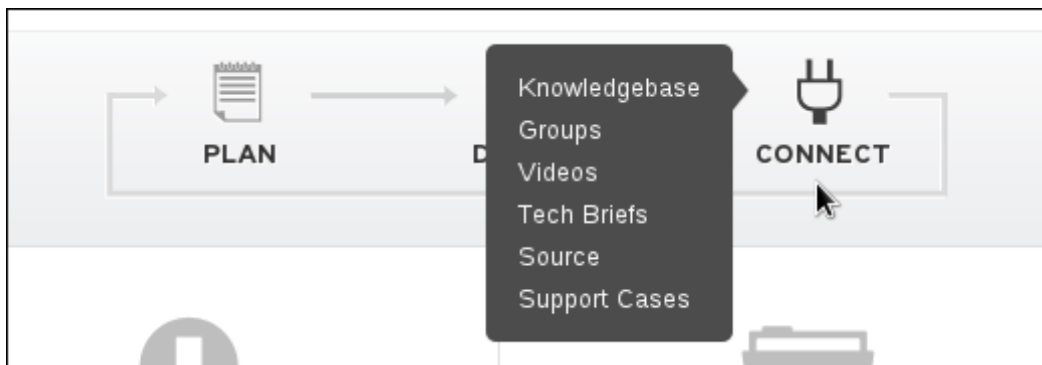 PLAN
D
CONNECT
Knowledgebase
Groups
Videos
Tech Briefs
Source
Support Cases